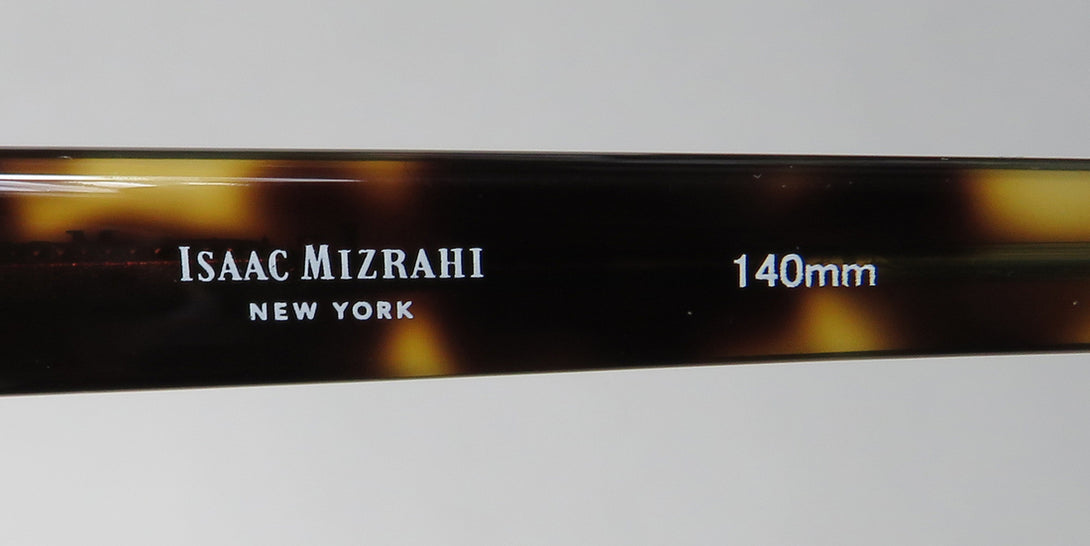 ISAAC MIZRAHI
NEW YORK
140mm